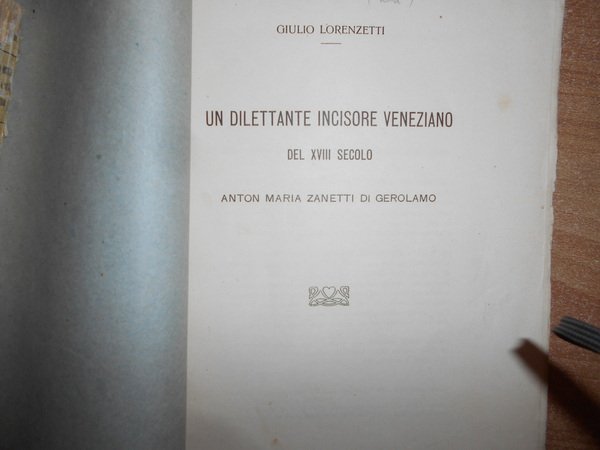 GIULIO LORENZETTI
UN DILETTANTE INCISORE VENEZIANO
DEL XVIII SECOLO
ANTON MARIA ZANETTI DI GEROLAMO